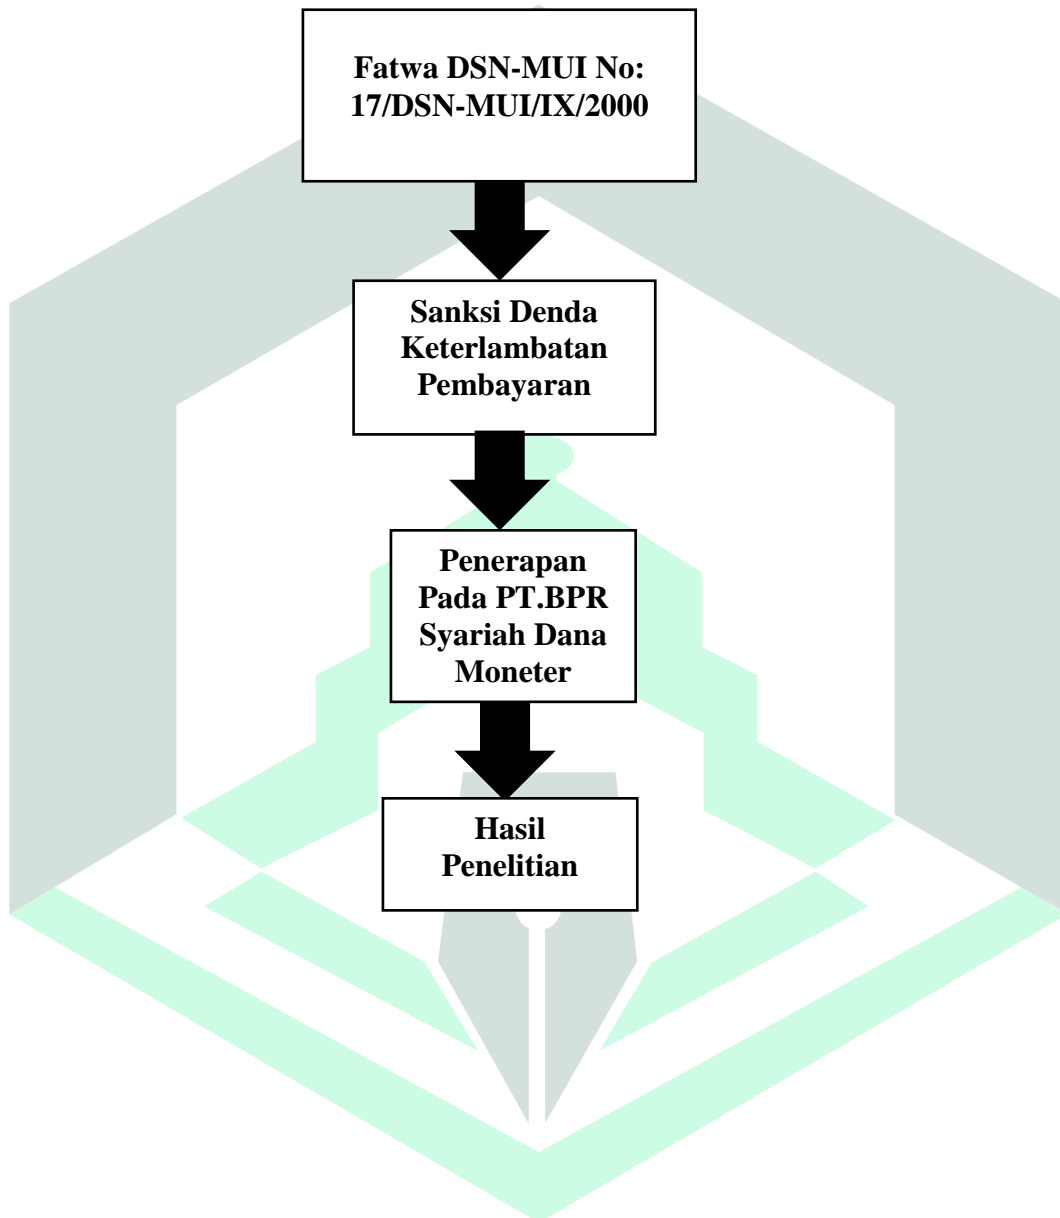 Fatwa DSN-MUI No:
17/DSN-MUI/IX/2000
Sanksi Denda
Keterlambatan
Pembayaran
Penerapan
Pada PT.BPR
Syariah Dana
Moneter
Hasil
Penelitian